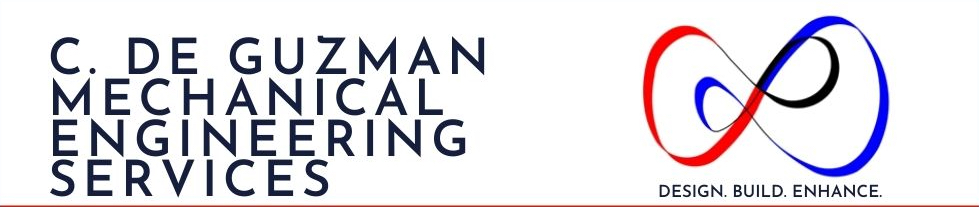 C. DE GUZMAN
MECHANICAL
ENGINEERING
SERVICES
DESIGN. BUILD. ENHANCE.